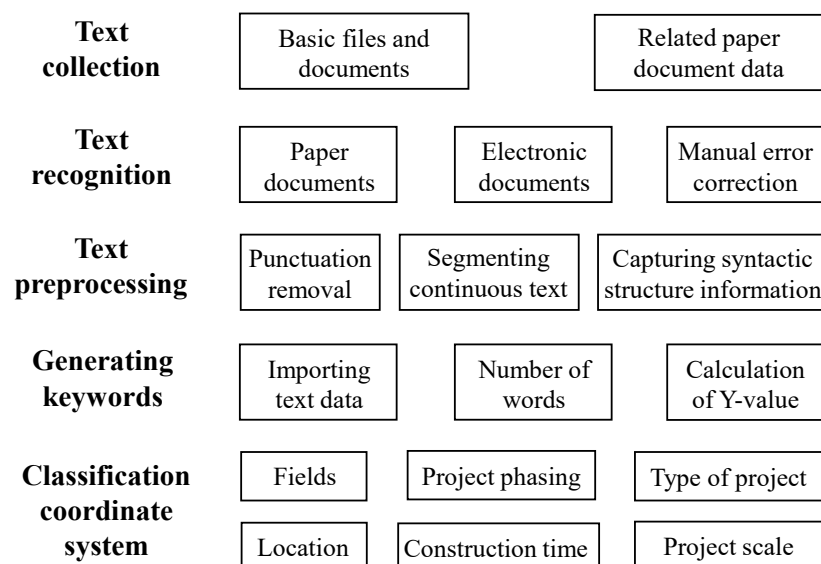 Text
collection
Basic files and
documents
Related paper
document data
Text
recognition
Paper
documents
Electronic
documents
Manual error
correction
Text
preprocessing
Punctuation
removal
Segmenting
continuous text
Capturing syntactic
structure information
Generating
keywords
Importing
text data
Number of
words
Calculation
of Y-value
Classification
coordinate
system
Fields
Project phasing
Type of project
Location
Construction time
Project scale